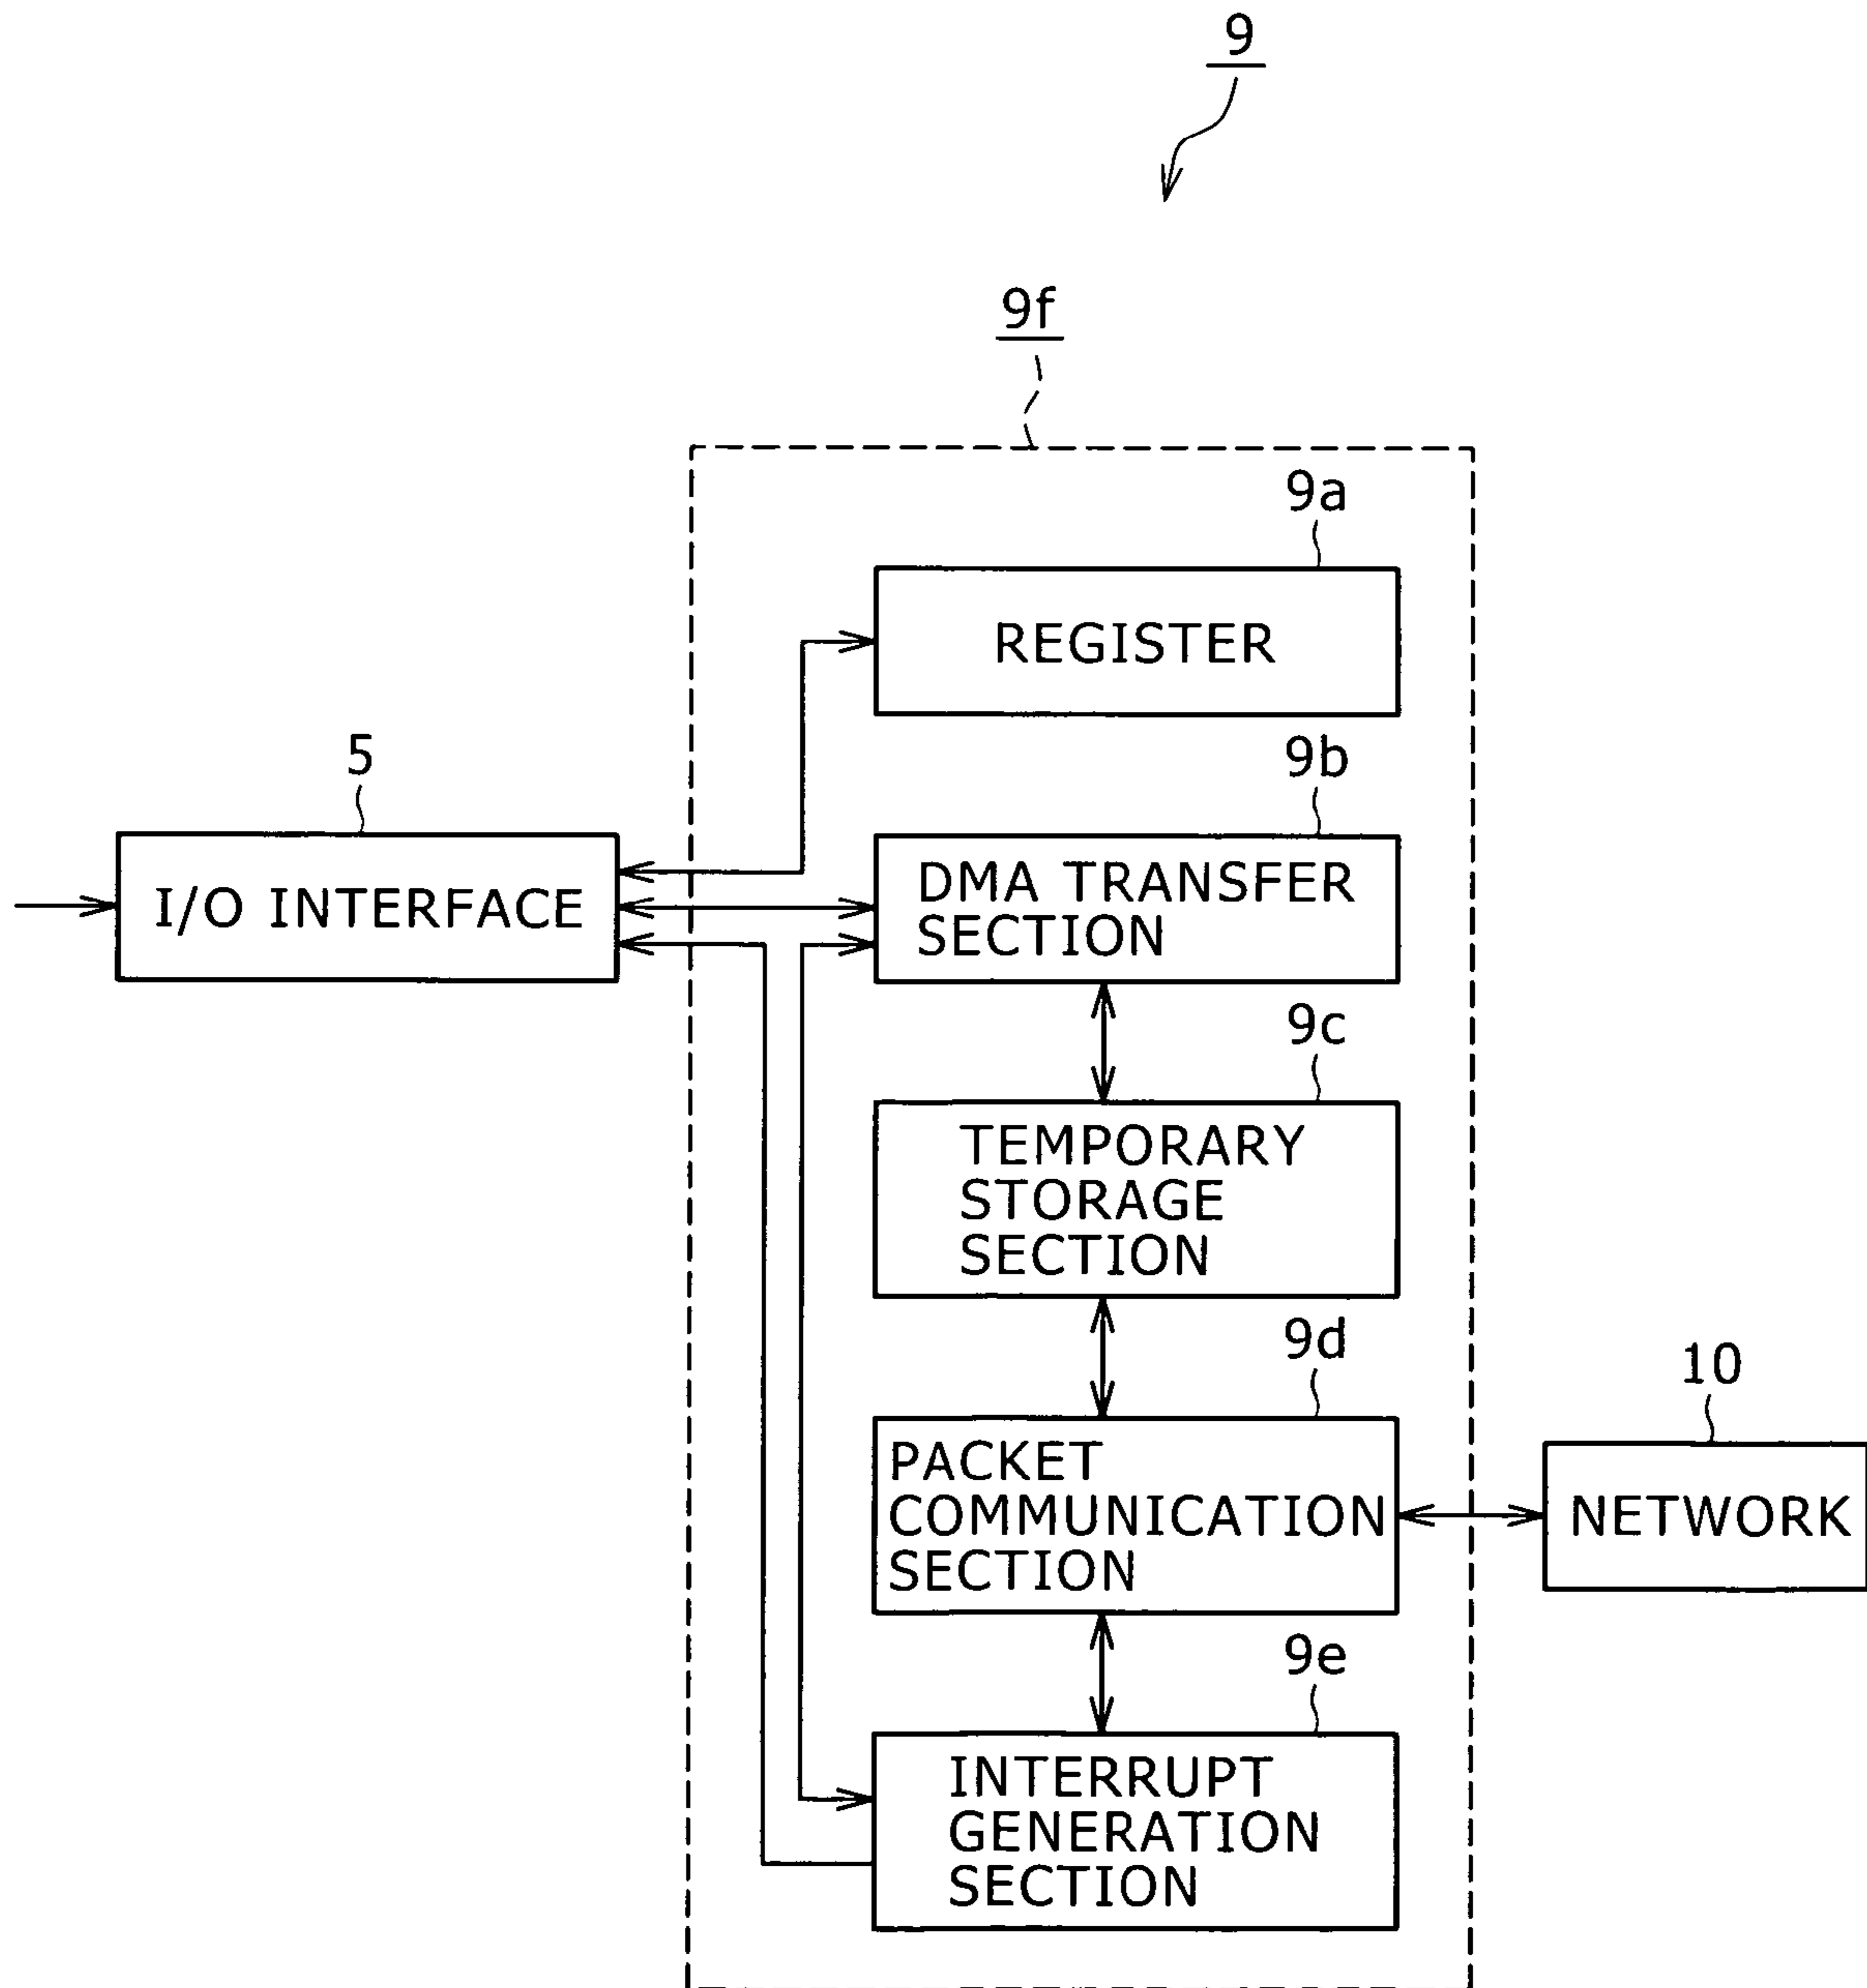 9
9f
9a
REGISTER
5
I/O INTERFACE
9b
DMA TRANSFER
SECTION
9c
TEMPORARY
STORAGE
SECTION
9d
PACKET
COMMUNICATION
SECTION
10
NETWORK
9e
INTERRUPT
GENERATION
SECTION